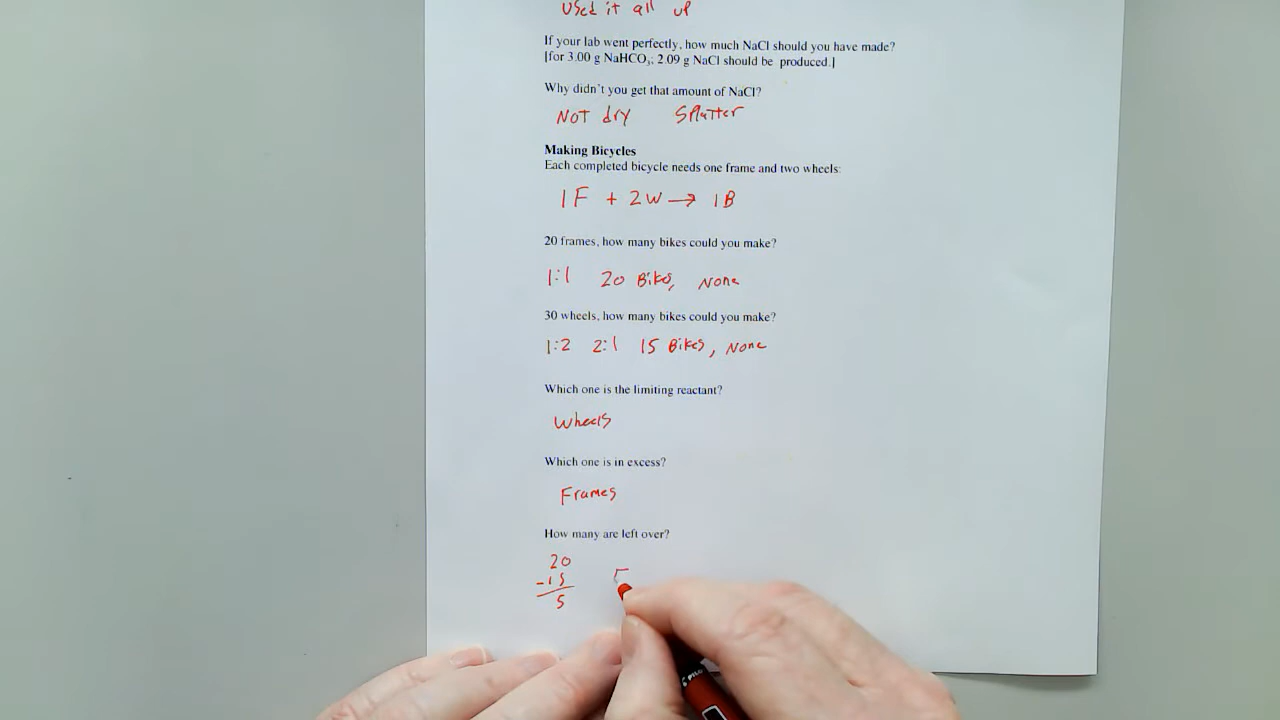 Used it all up
If your lab went perfectly, how much NaCl should you have made?
[for 3.00 g NaHCO₃, 2.09 g NaCl should be produced.]
Why didn't you get that amount of NaCl?
Not dry Splatter
Making Bicycles
Each completed bicycle needs one frame and two wheels:
1F + 2W → 1B
20 frames, how many bikes could you make?
1:1 20 Bikes, None
30 wheels, how many bikes could you make?
1:2 2:1 15 Bikes, None
Which one is the limiting reactant?
Wheels
Which one is in excess?
Frames
How many are left over?
20
-15
5
PILO